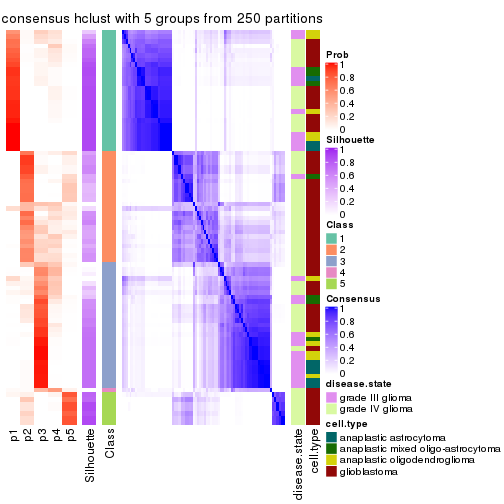 consensus hclust with 5 groups from 250 partitions
Prob
1
0.8
0.6
0.4
0.2
0
Silhouette
1
0.8
0.6
0.4
0.2
0
Class
1
2
3
4
5
Consensus
1
0.8
0.6
0.4
0.2
0
disease.state
grade III glioma
grade IV glioma
cell.type
anaplastic astrocytoma
anaplastic mixed oligo-astrocytoma
anaplastic oligodendroglioma
glioblastoma
p1
p2
p3
p4
p5
Silhouette
Class
disease.state
cell.type